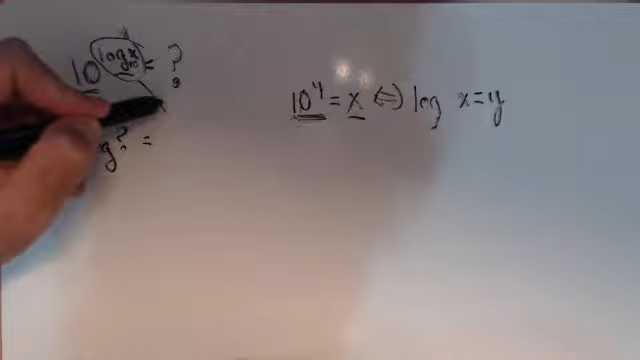 10^{log x} = ?
10^y = x ⇔ log x = y
? =